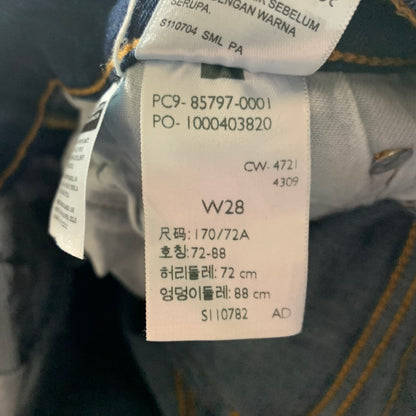 SEBELUM
DENGAN WARNA
SERUPA.
S110704 SML PA
PC9- 85797-0001
PO- 1000403820
CW. 4721
4309
W28
尺码: 170/72A
호칭: 72-88
허리둘레: 72 cm
엉덩이둘레: 88 cm
S110782 AD